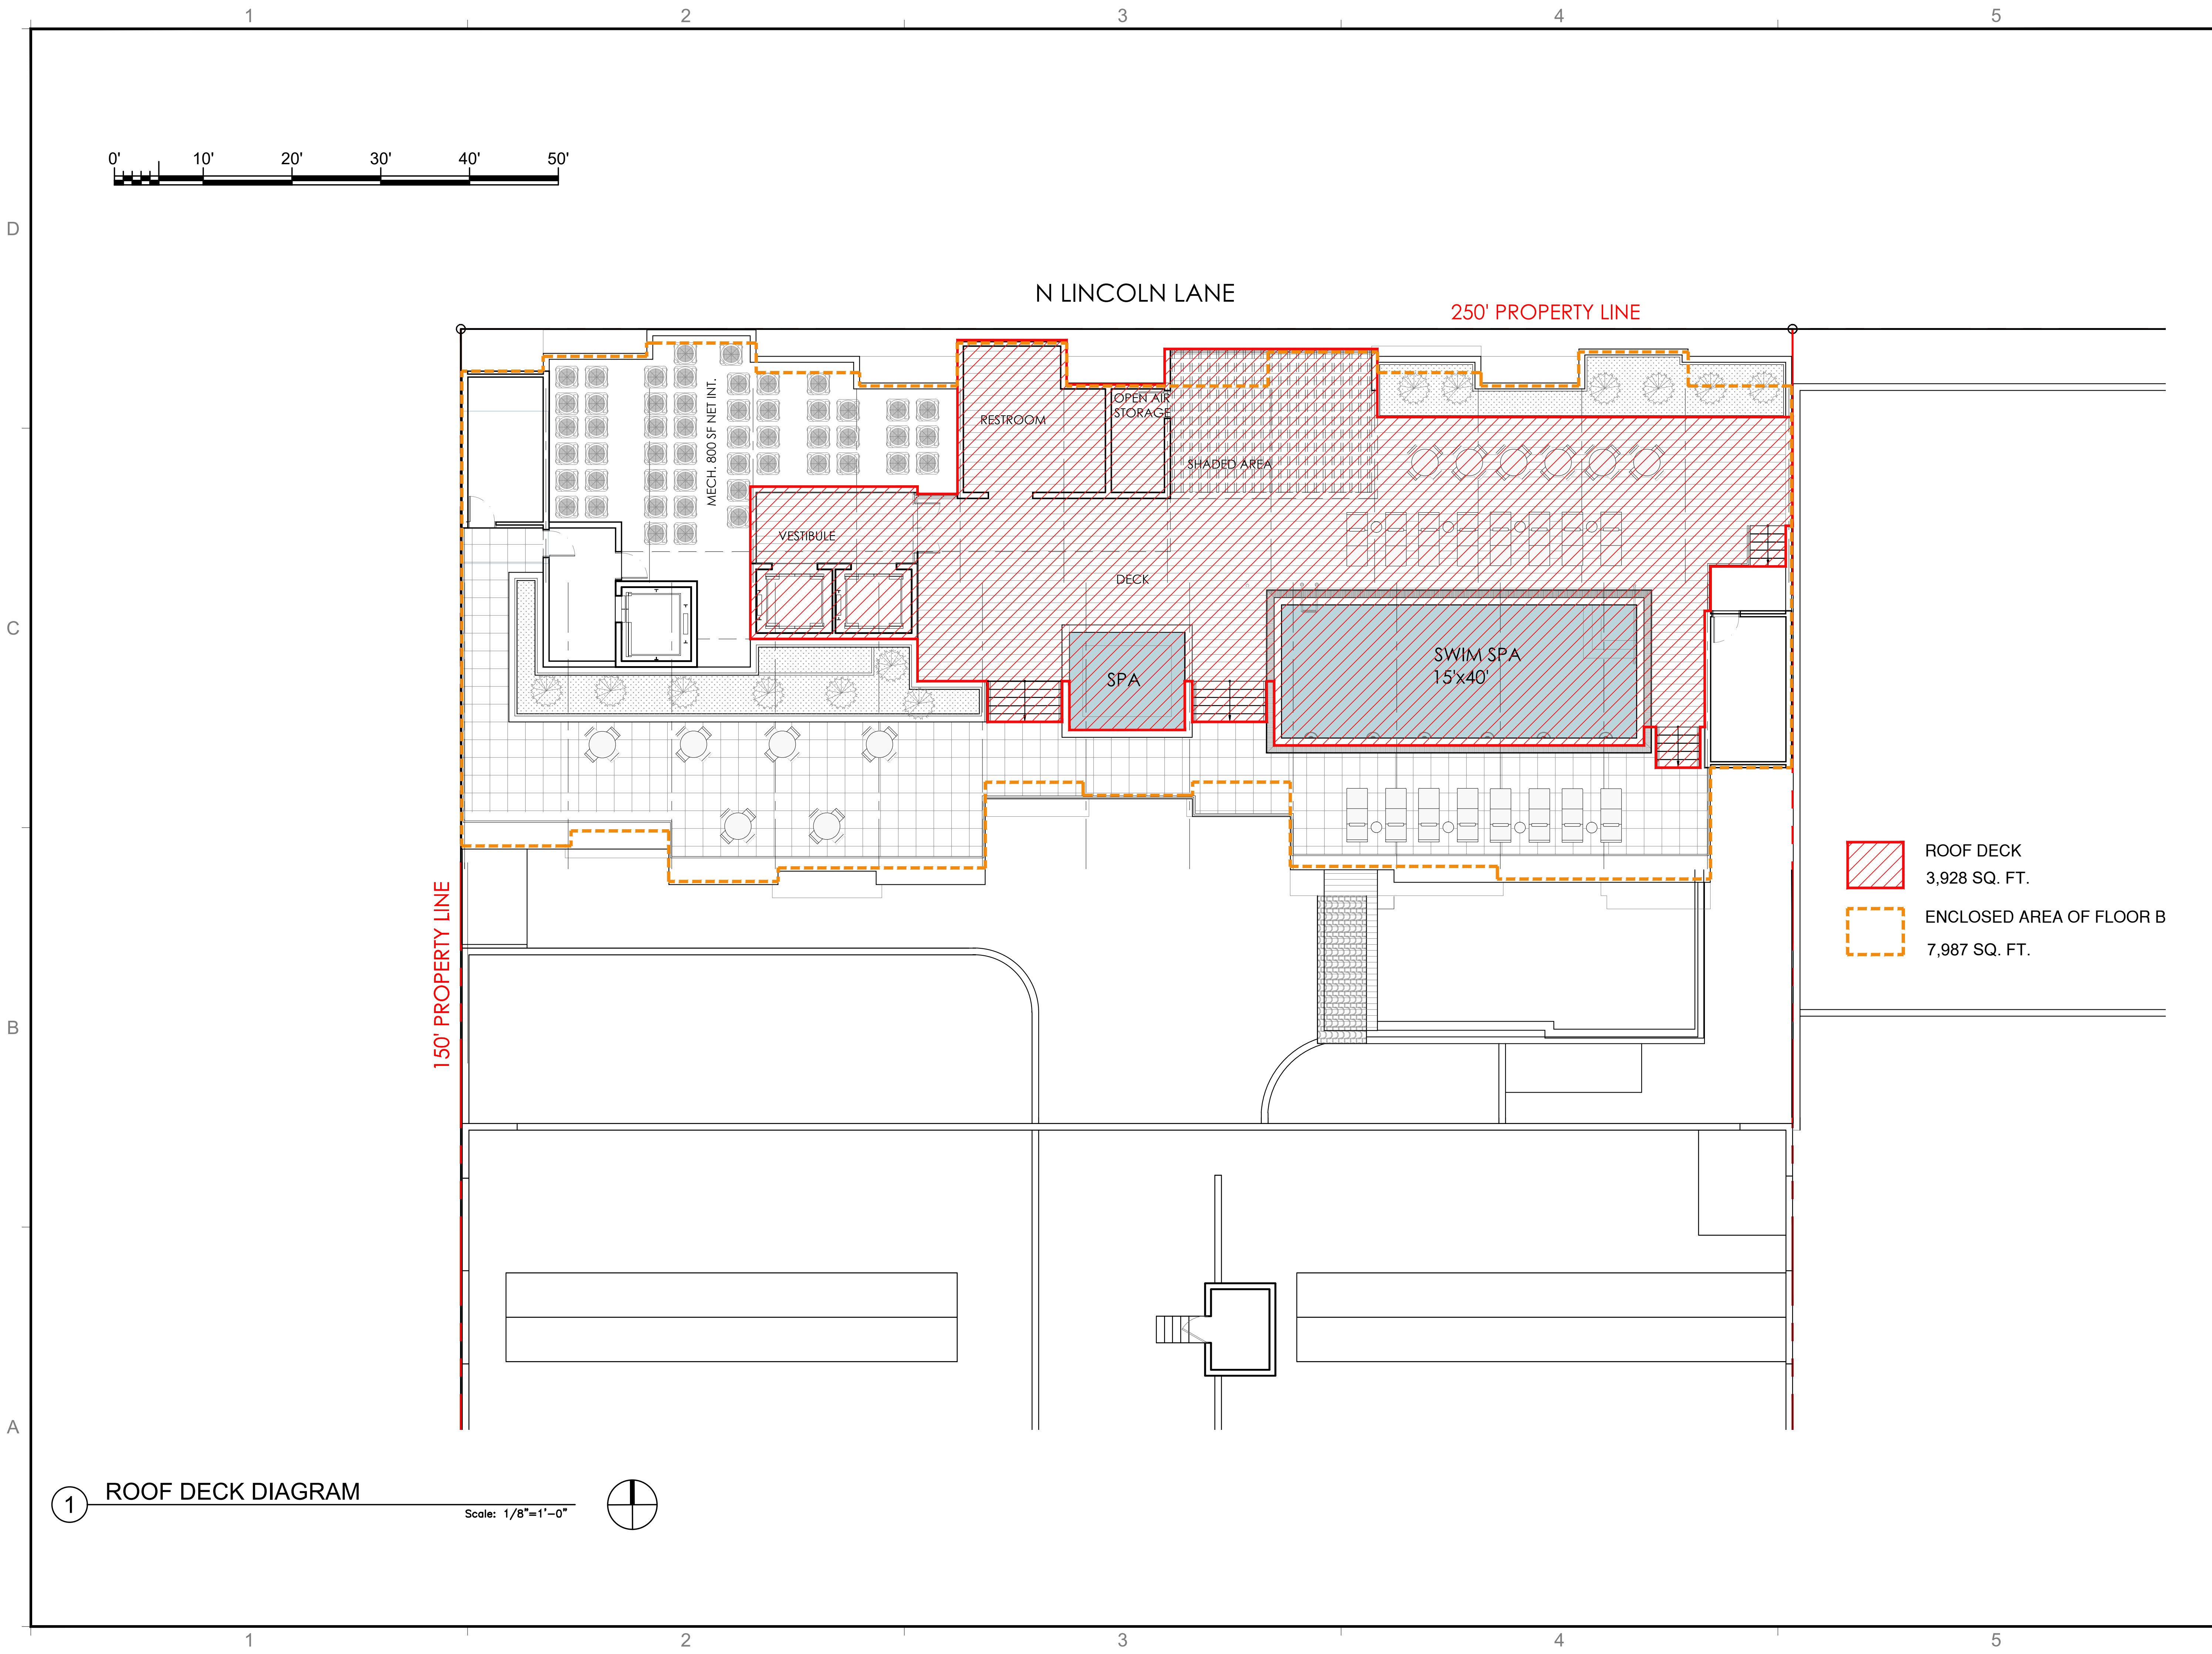 1 2 3 4 5
0' 10' 20' 30' 40' 50'
D
N LINCOLN LANE
250' PROPERTY LINE
MECH. 800 SF NET INT.
OPEN AIR
STORAGE
RESTROOM
SHADED AREA
VESTIBULE
DECK
C
SWIM SPA
15'x40'
SPA
150' PROPERTY LINE
ROOF DECK
3,928 SQ. FT.
ENCLOSED AREA OF FLOOR B
7,987 SQ. FT.
B
A
1 ROOF DECK DIAGRAM
Scale: 1/8"=1'-0"
1 2 3 4 5